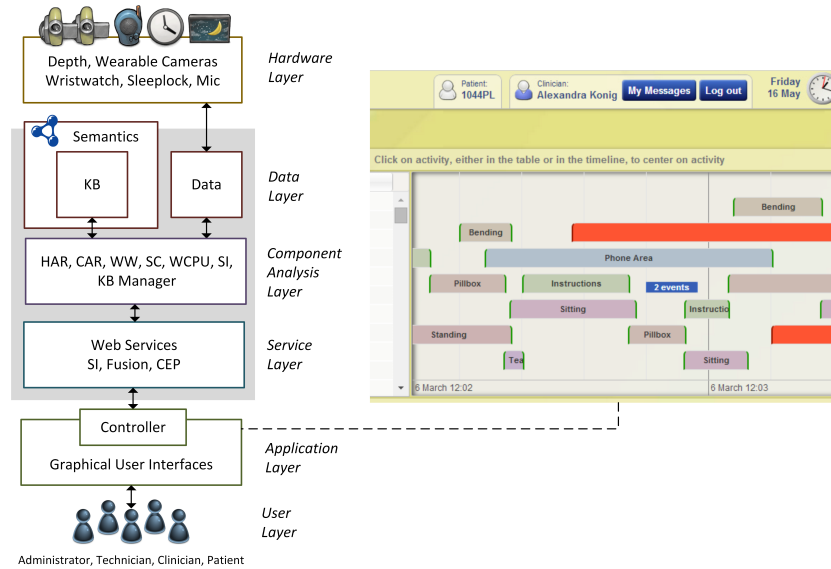 Depth, Wearable Cameras
Wristwatch, Sleeplock, Mic
Hardware
Layer
Semantics
KB
Data
Data
Layer
HAR, CAR, WW, SC, WCPU, SI,
KB Manager
Component
Analysis
Layer
Web Services
SI, Fusion, CEP
Service
Layer
Controller
Graphical User Interfaces
Application
Layer
User
Layer
Administrator, Technician, Clinician, Patient
Patient:
1044PL
Clinician:
Alexandra Konig
My Messages
Log out
Friday
16 May
Click on activity, either in the table or in the timeline, to center on activity
Bending
Bending
Phone Area
Pillbox
Instructions
2 events
Sitting
Instructio
Standing
Pillbox
Tea
Sitting
6 March 12:02
6 March 12:03